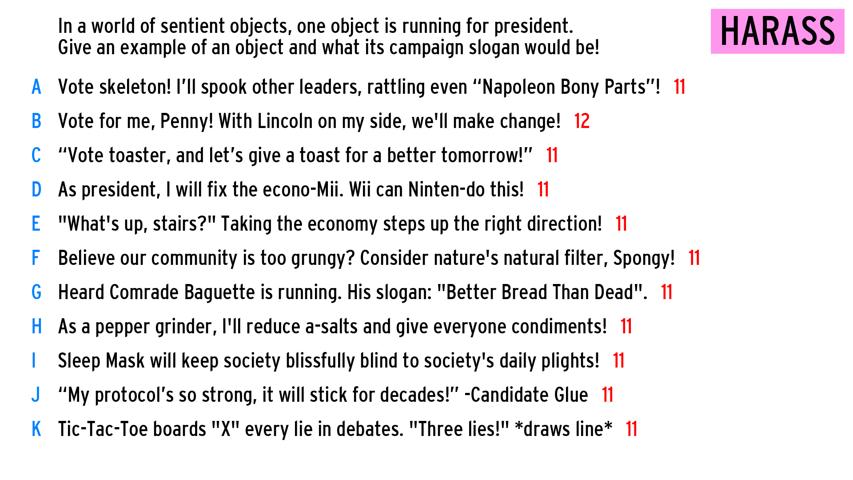 In a world of sentient objects, one object is running for president.
Give an example of an object and what its campaign slogan would be!
HARASS
A Vote skeleton! I'll spook other leaders, rattling even “Napoleon Bony Parts”! 11
B Vote for me, Penny! With Lincoln on my side, we'll make change! 12
C “Vote toaster, and let's give a toast for a better tomorrow!” 11
D As president, I will fix the econo-Mii. Wii can Ninten-do this! 11
E "What's up, stairs?" Taking the economy steps up the right direction! 11
F Believe our community is too grungy? Consider nature's natural filter, Spongy! 11
G Heard Comrade Baguette is running. His slogan: "Better Bread Than Dead". 11
H As a pepper grinder, I'll reduce a-salts and give everyone condiments! 11
I Sleep Mask will keep society blissfully blind to society's daily plights! 11
J “My protocol's so strong, it will stick for decades!” -Candidate Glue 11
K Tic-Tac-Toe boards "X" every lie in debates. "Three lies!" *draws line* 11